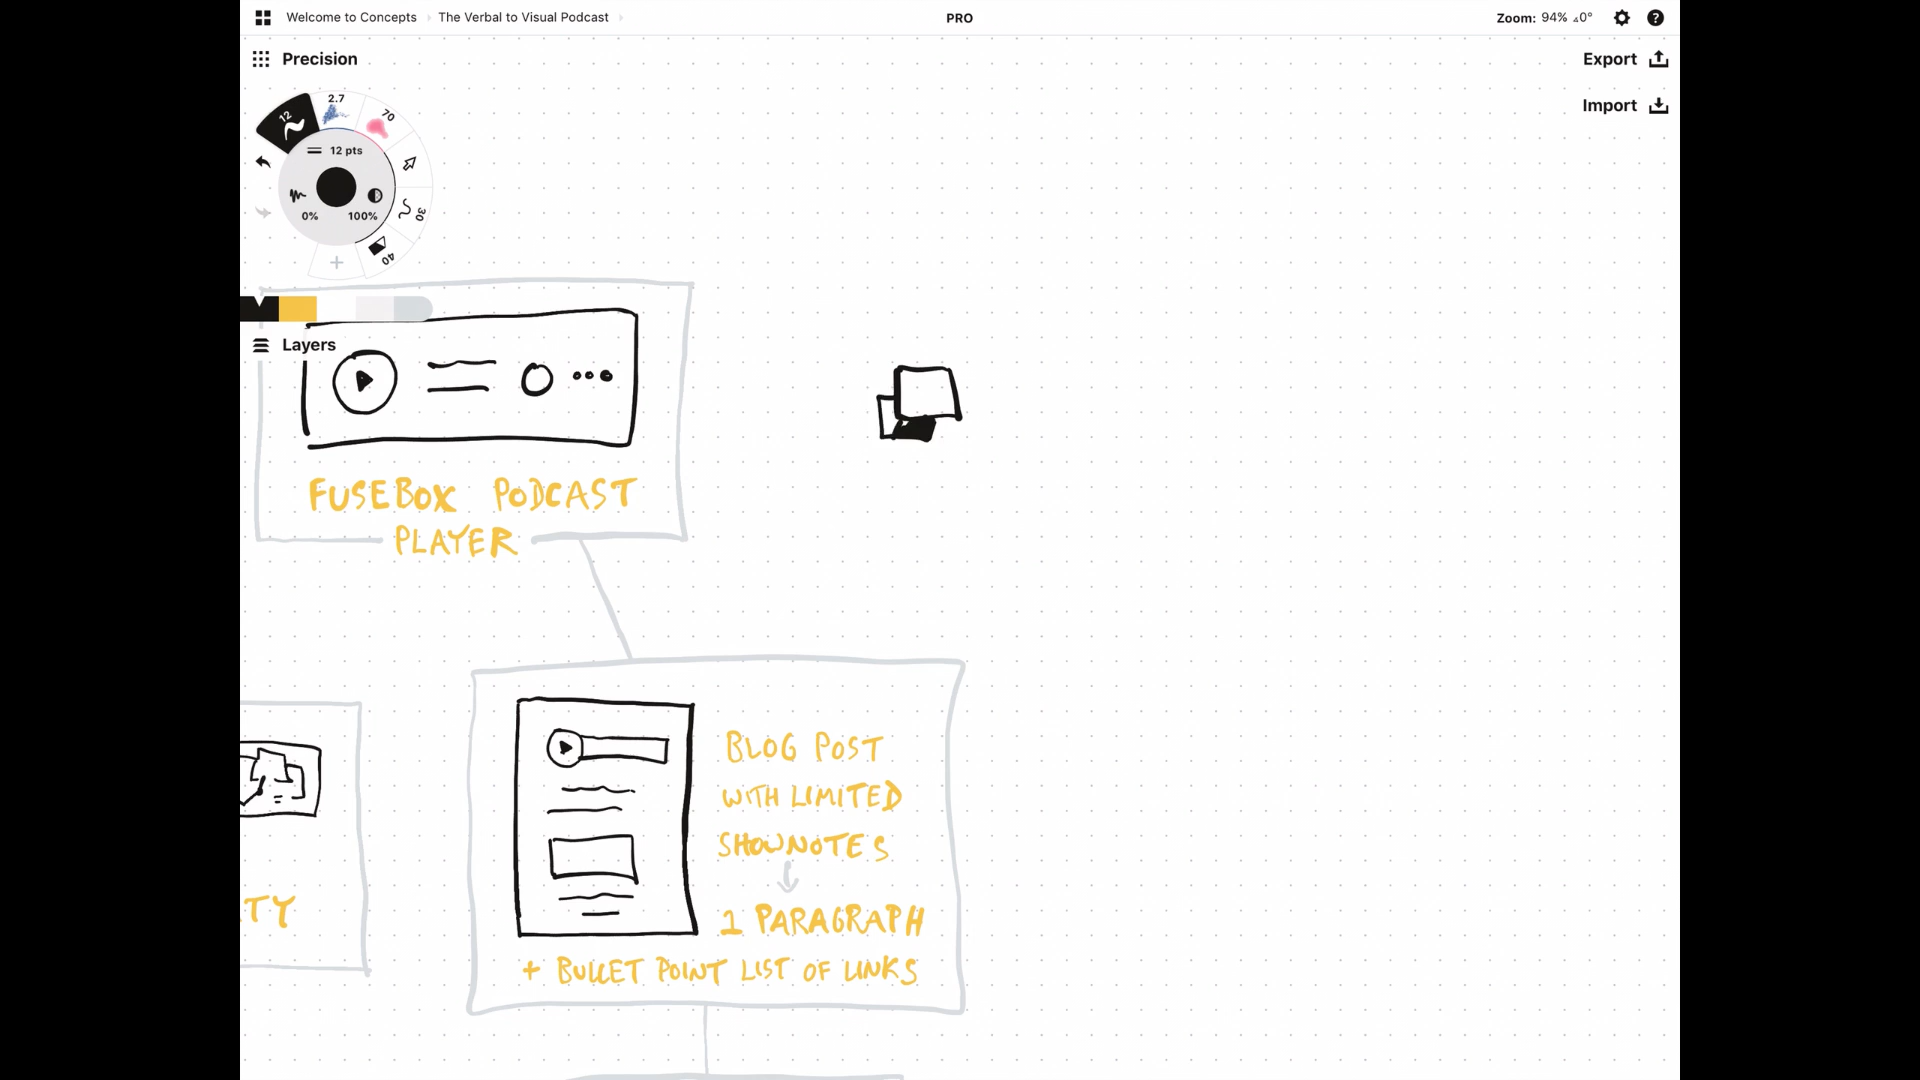 Welcome to Concepts
The Verbal to Visual Podcast
PRO
Zoom: 94% ⊿0°
Precision
Export
Import
12
2.7
70
12 pts
30
0%
100%
40
Layers
FUSEBOX PODCAST
PLAYER
BLOG POST
WITH LIMITED
SHOWNOTES
1 PARAGRAPH
+ BULLET POINT LIST OF LINKS
TY